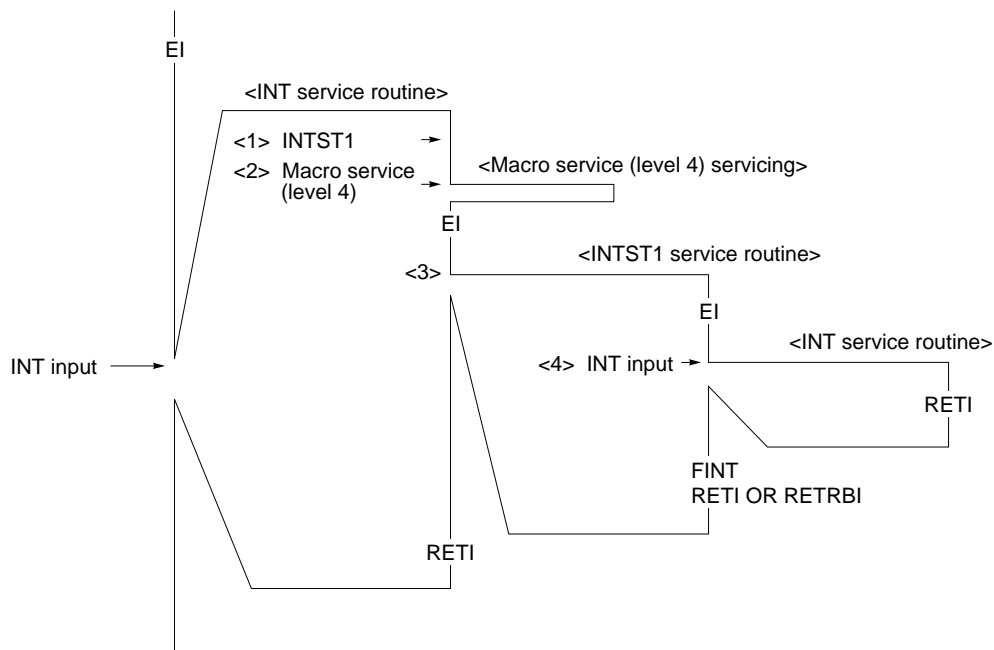 EI
<INT service routine>
<1> INTST1
<2> Macro service
(level 4)
<Macro service (level 4) servicing>
EI
<3>
<INTST1 service routine>
EI
INT input
<4> INT input
<INT service routine>
RETI
FINT
RETI OR RETRBI
RETI